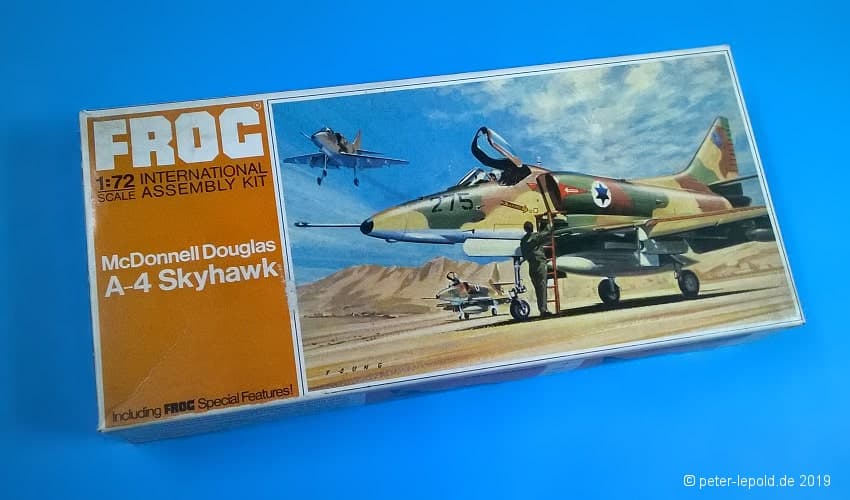 FROG
1:72 INTERNATIONAL
SCALE ASSEMBLY KIT
McDonnell Douglas
A-4 Skyhawk
Including FROG Special Features!
275
YOUNG
© peter-lepold.de 2019